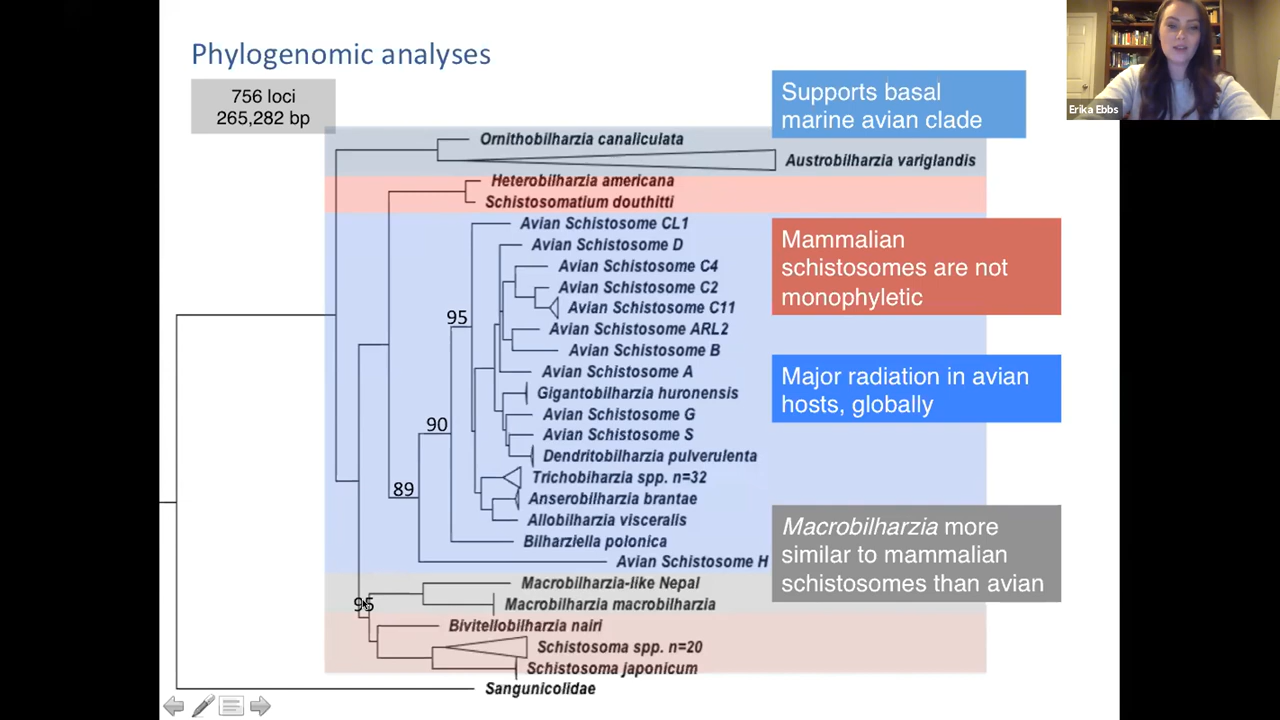 Phylogenomic analyses
756 loci
265,282 bp
Supports basal
marine avian clade
Erika Ebbs
Ornithobilharzia canaliculata
Austrobilharzia variglandis
Heterobilharzia americana
Schistosomatium douthitti
Mammalian
schistosomes are not
monophyletic
Avian Schistosome CL1
Avian Schistosome D
Avian Schistosome C4
Avian Schistosome C2
Avian Schistosome C11
95
Avian Schistosome ARL2
Avian Schistosome B
Avian Schistosome A
Major radiation in avian
hosts, globally
Gigantobilharzia huronensis
Avian Schistosome G
90
Avian Schistosome S
Dendritobilharzia pulverulenta
Trichobiharzia spp. n=32
89
Anserobilharzia brantae
Allobilharzia visceralis
Bilharziella polonica
Avian Schistosome H
Macrobilharzia more
similar to mammalian
schistosomes than avian
Macrobilharzia-like Nepal
95
Macrobilharzia macrobilharzia
Bivitellobilharzia nairi
Schistosoma spp. n=20
Schistosoma japonicum
Sangunicolidae